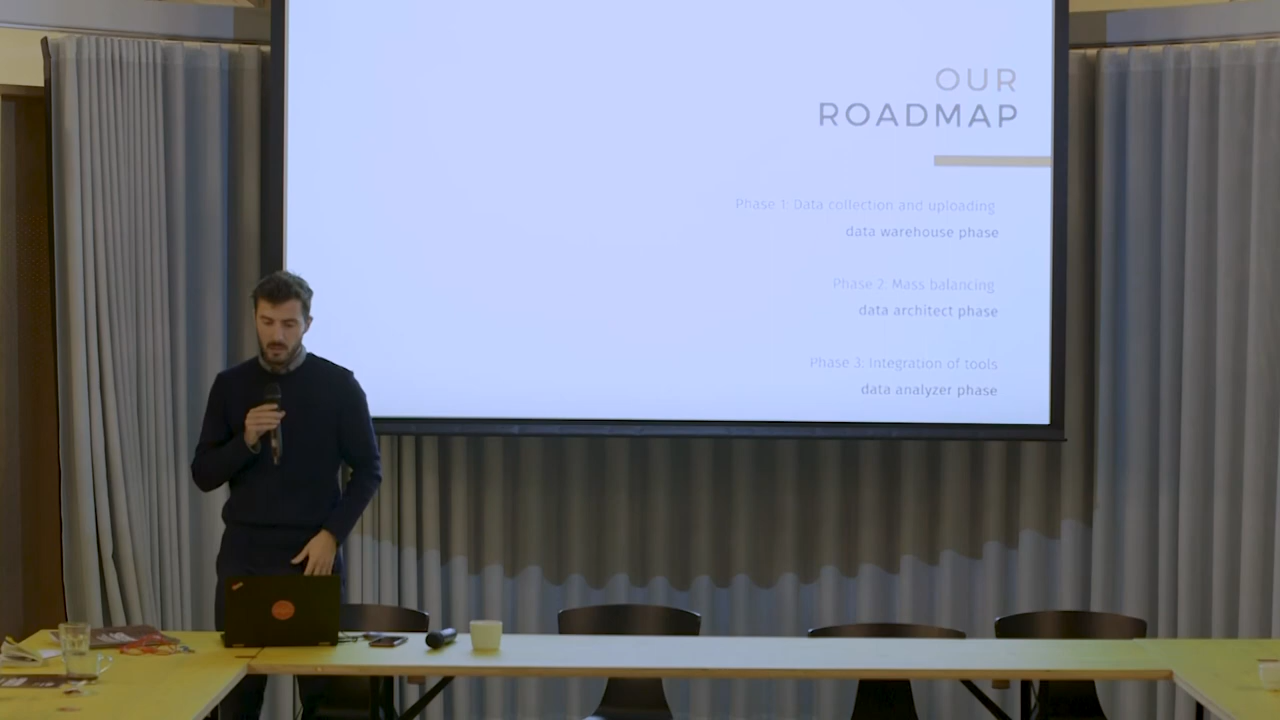 OUR
ROADMAP
Phase 1: Data collection and uploading
data warehouse phase
Phase 2: Mass balancing
data architect phase
Phase 3: Integration of tools
data analyzer phase